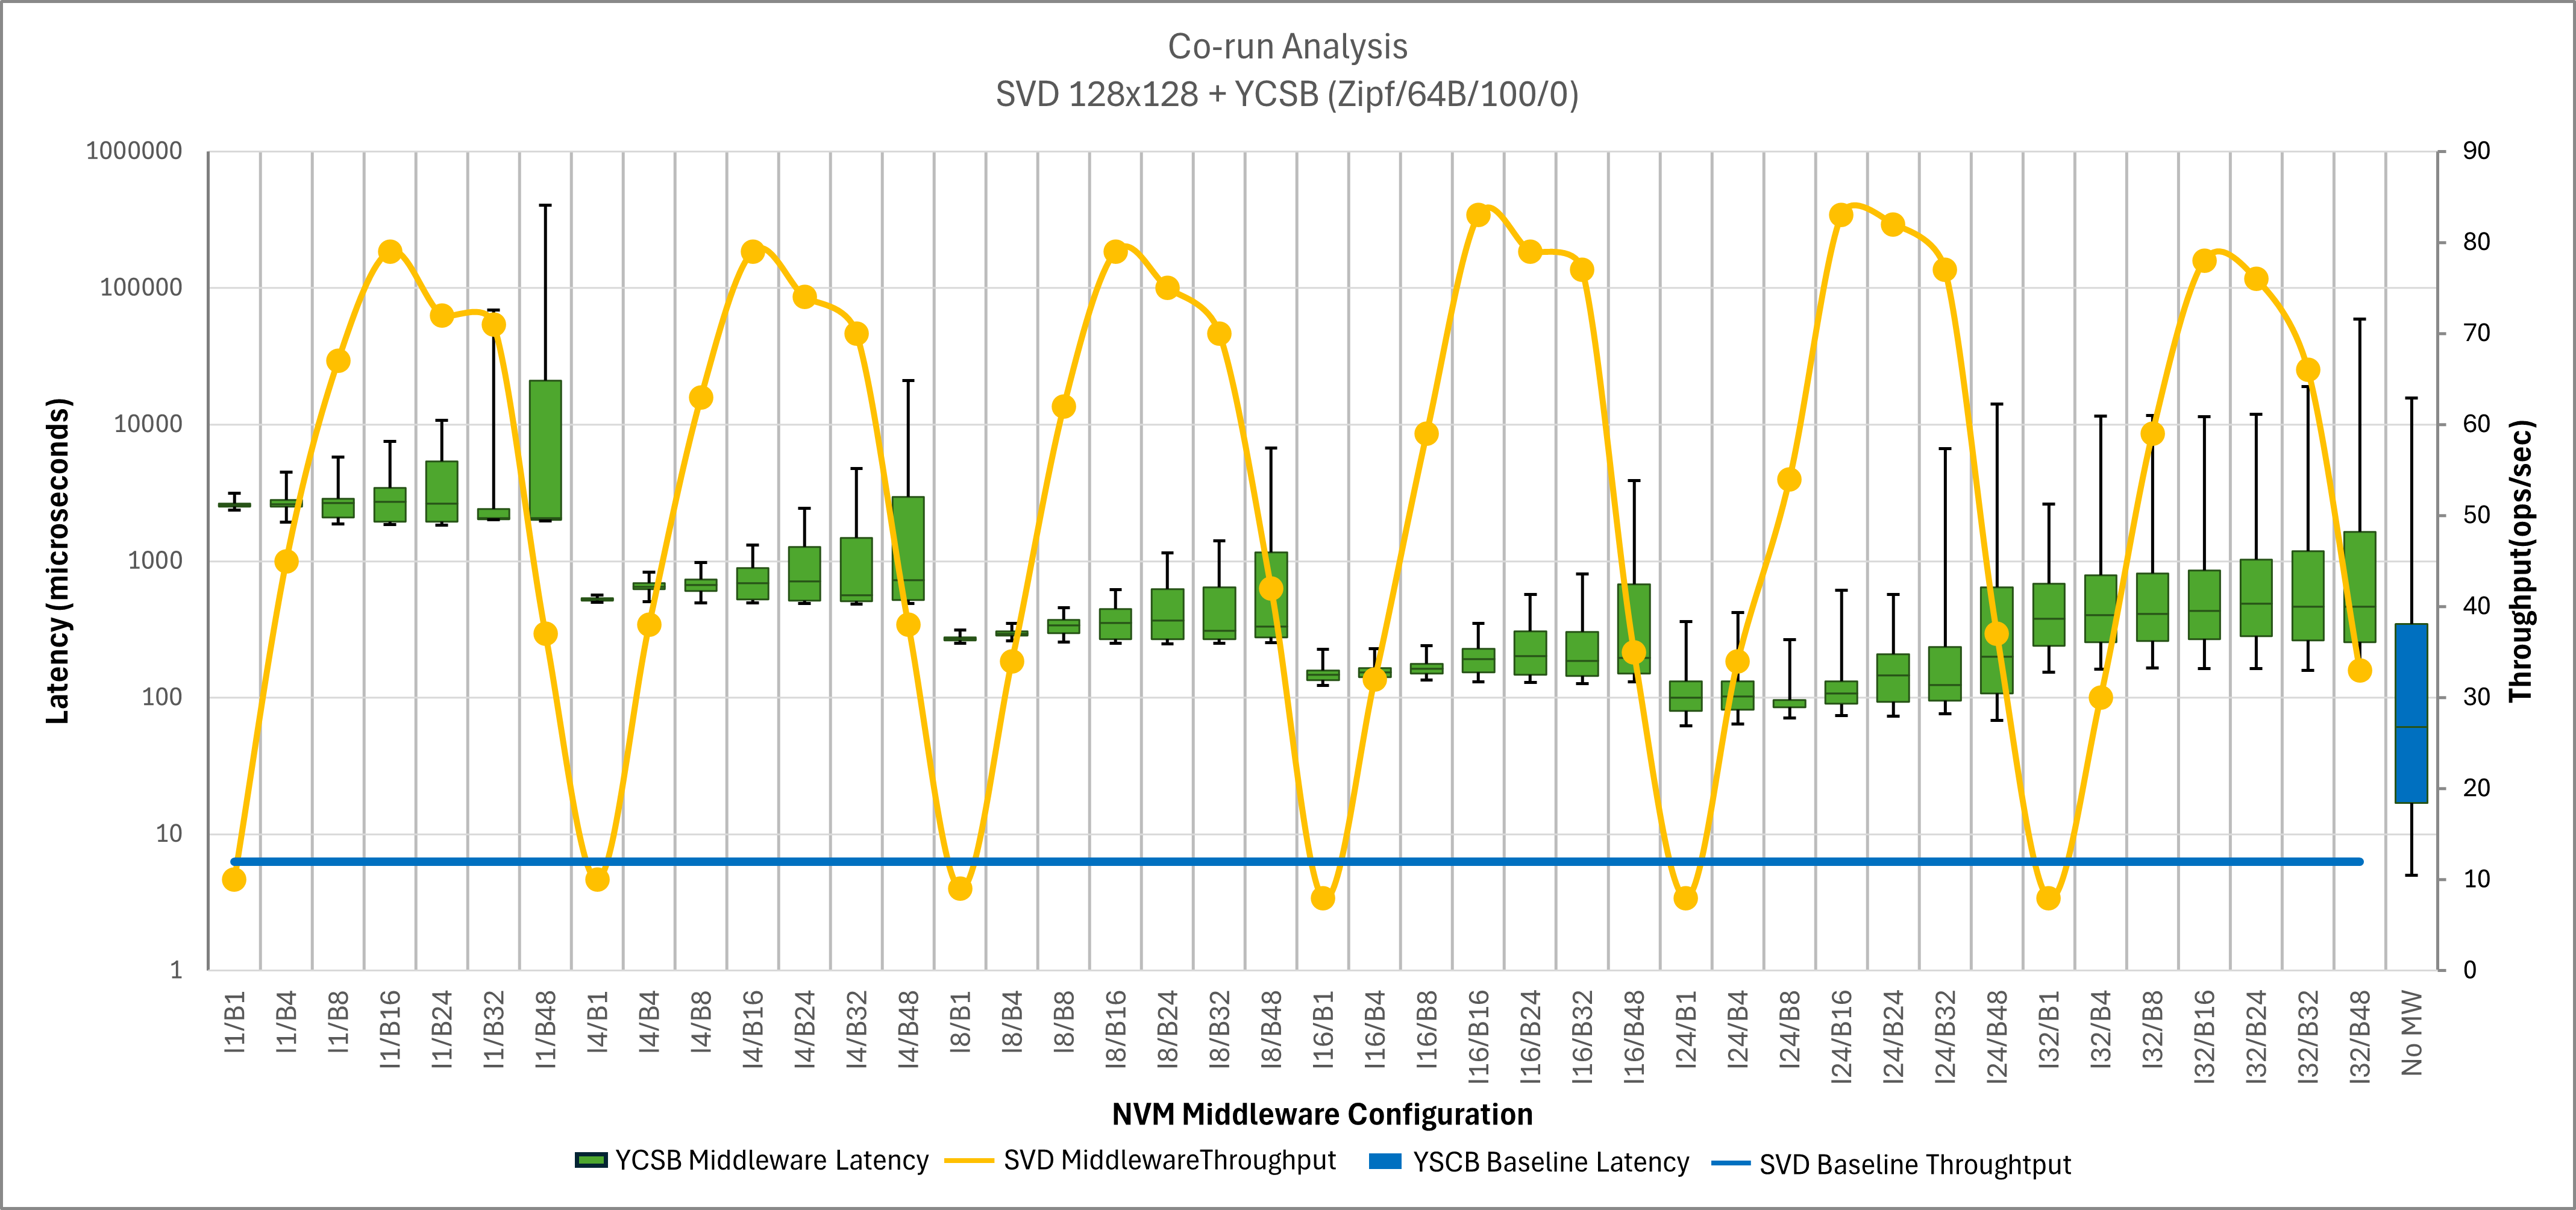 Co-run Analysis
SVD 128x128 + YCSB (Zipf/64B/100/0)
Latency (microseconds)
1000000
100000
10000
1000
100
10
1
90
80
70
60
50
40
30
20
10
0
Throughput(ops/sec)
I1/B1
I1/B4
I1/B8
I1/B16
I1/B24
I1/B32
I1/B48
I4/B1
I4/B4
I4/B8
I4/B16
I4/B24
I4/B32
I4/B48
I8/B1
I8/B4
I8/B8
I8/B16
I8/B24
I8/B32
I8/B48
I16/B1
I16/B4
I16/B8
I16/B16
I16/B24
I16/B32
I16/B48
I24/B1
I24/B4
I24/B8
I24/B16
I24/B24
I24/B32
I24/B48
I32/B1
I32/B4
I32/B8
I32/B16
I32/B24
I32/B32
I32/B48
No MW
NVM Middleware Configuration
YCSB Middleware Latency
SVD MiddlewareThroughput
YSCB Baseline Latency
SVD Baseline Throughtput